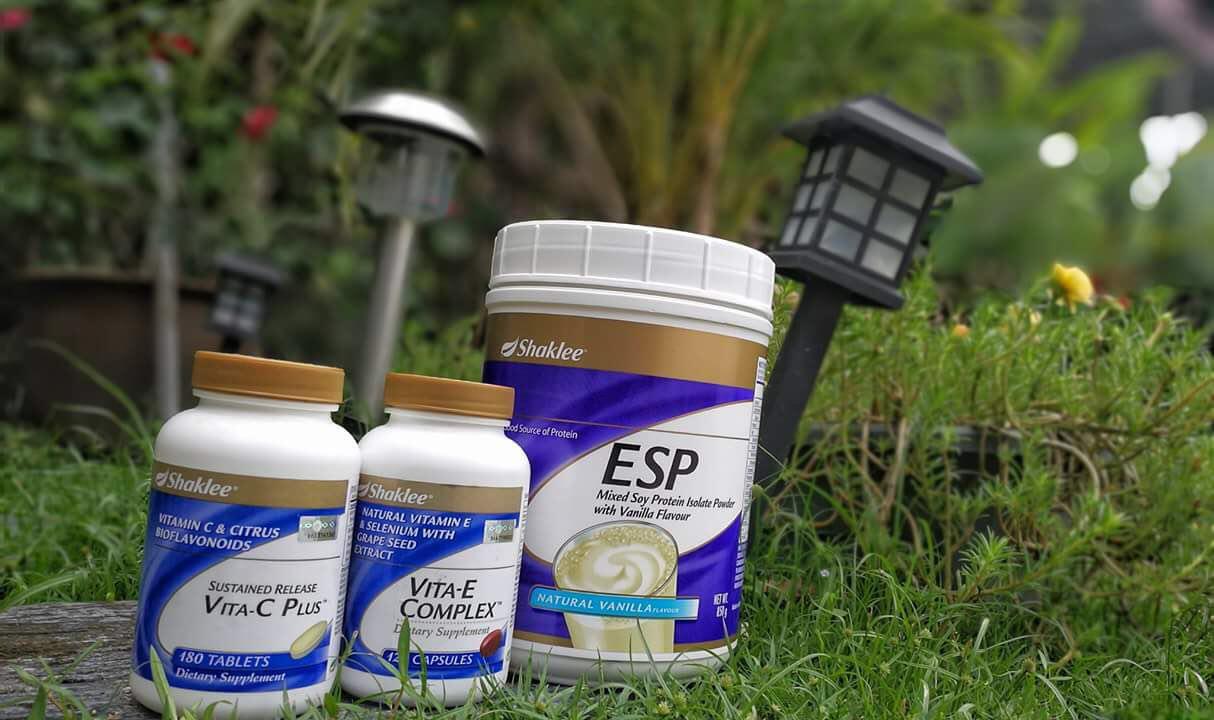 Shaklee
VITAMIN C & CITRUS
BIOFLAVONOIDS
SUSTAINED RELEASE
VITA-C PLUS™
180 TABLETS
Dietary Supplement
Shaklee
NATURAL VITAMIN E
& SELENIUM WITH
GRAPE SEED
EXTRACT
VITA-E
COMPLEX™
Dietary Supplement
CAPSULES
Shaklee
Source of Protein
ESP
Mixed Soy Protein Isolate Powder
with Vanilla Flavour
NATURAL VANILLA FLAVOUR
NET WT.
850 g